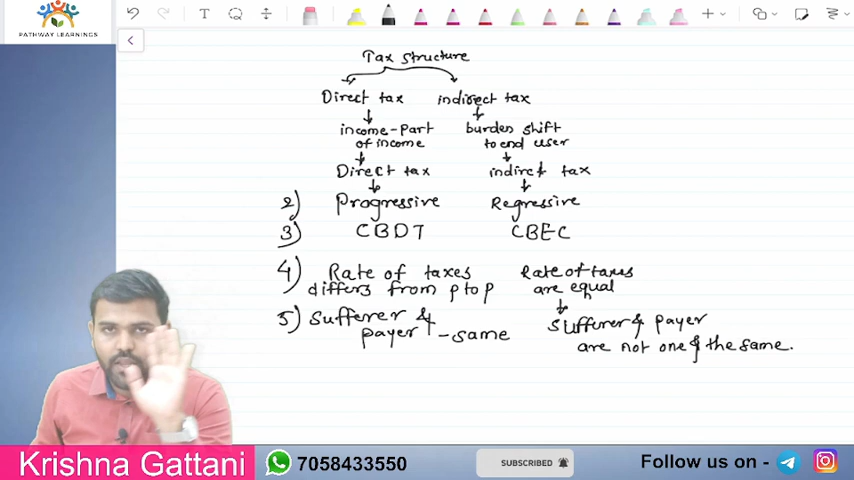 PATHWAY LEARNINGS
T
Tax structure
Direct tax indirect tax
income-part burden shift
of income to end user
Direct tax indirect tax
2) Progressive Regressive
3) CBDT CBEC
4) Rate of taxes Rate of taxes
differs from p to p are equal
5) Sufferer & Sufferer & payer
payer - same are not one & the same.
Krishna Gattani 7058433550 SUBSCRIBED Follow us on -